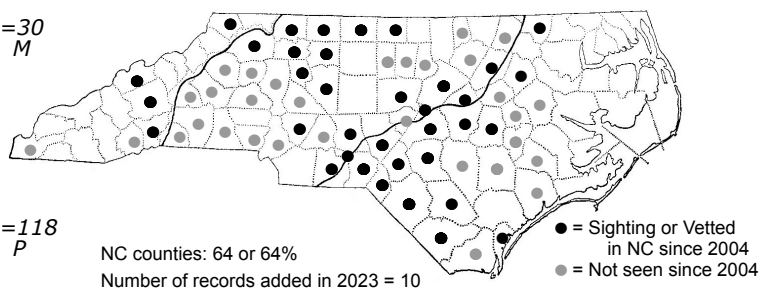 =30
M
=118
P
NC counties: 64 or 64%
Number of records added in 2023 = 10
● = Sighting or Vetted
in NC since 2004
● = Not seen since 2004